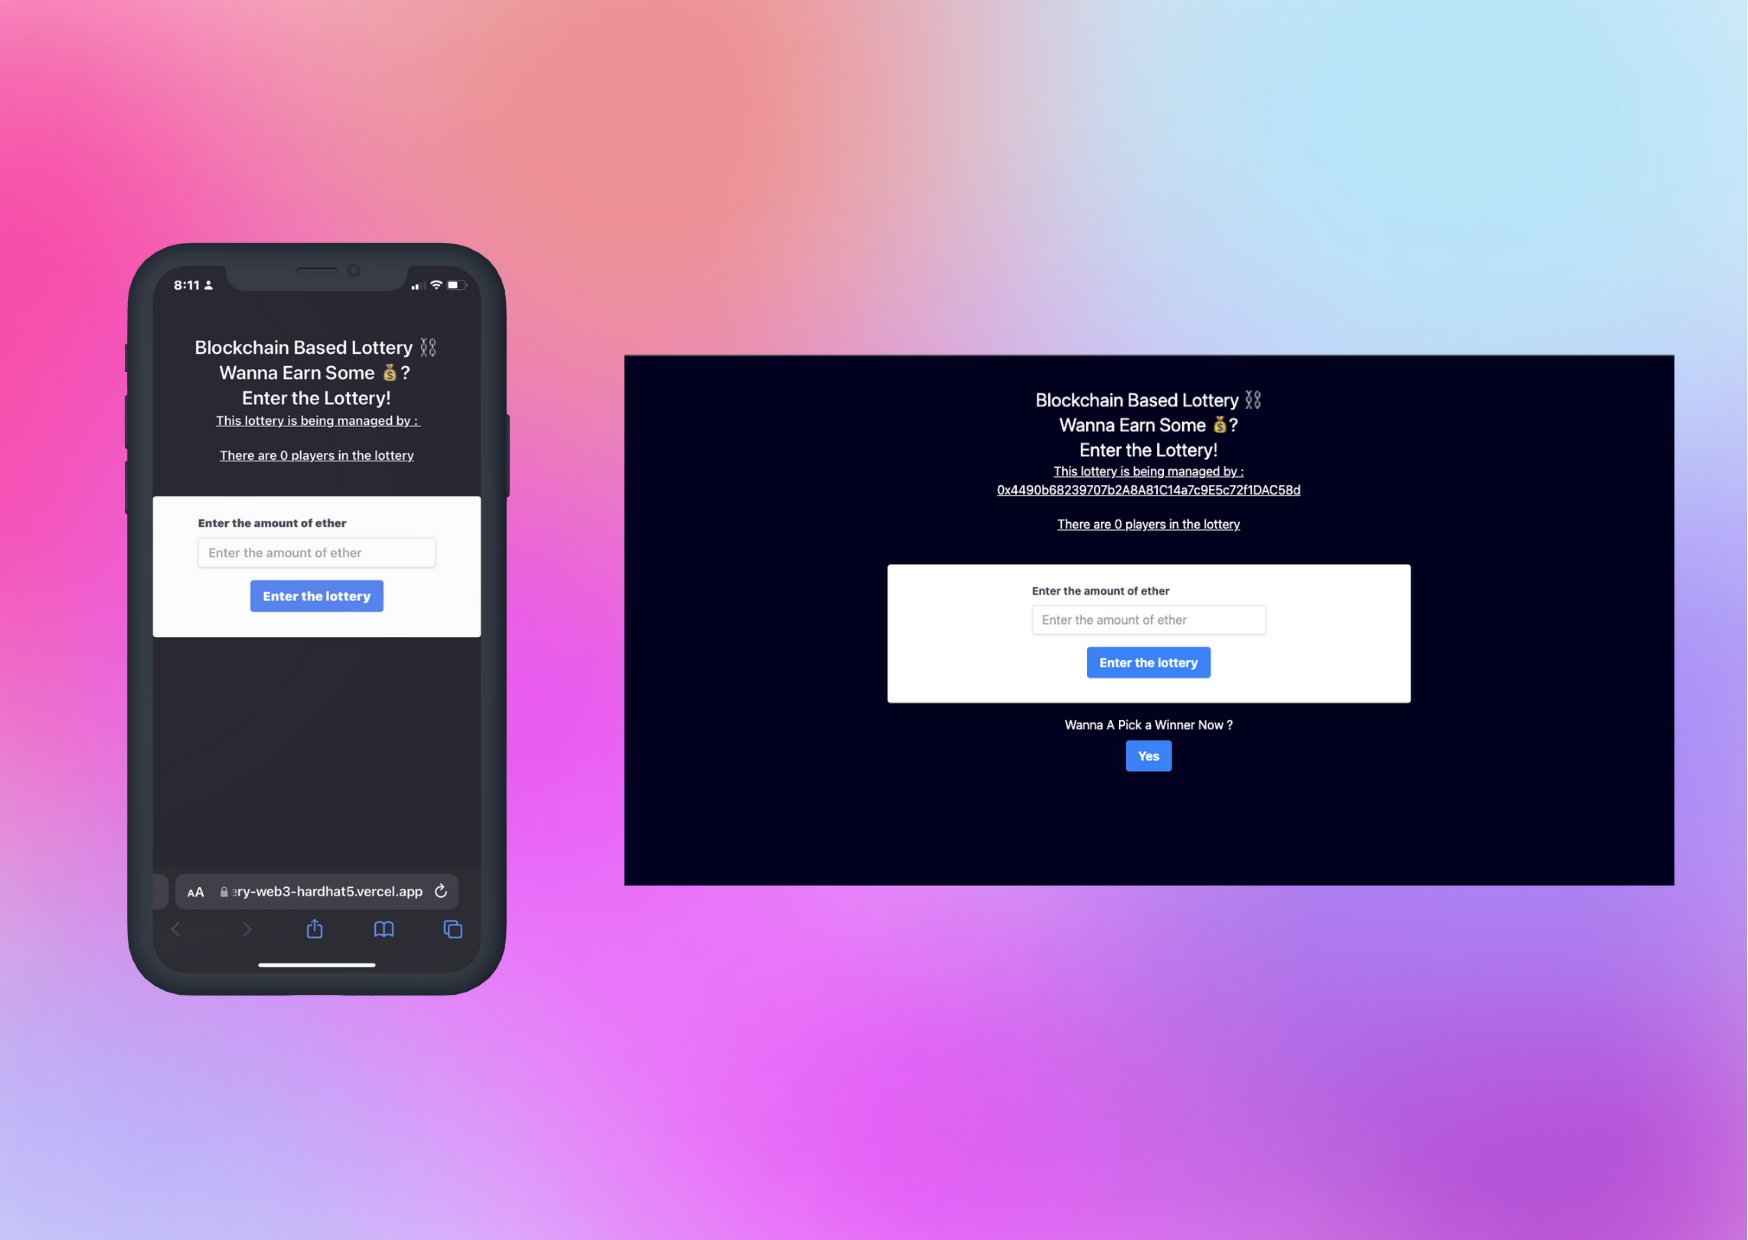 8:11
Blockchain Based Lottery ⛓
Wanna Earn Some 💰?
Enter the Lottery!
This lottery is being managed by :
There are 0 players in the lottery
Enter the amount of ether
Enter the amount of ether
Enter the lottery
AA ery-web3-hardhat5.vercel.app
Blockchain Based Lottery ⛓
Wanna Earn Some 💰?
Enter the Lottery!
This lottery is being managed by :
0x4490b68239707b2A8A81C14a7c9E5c72f1DAC58d
There are 0 players in the lottery
Enter the amount of ether
Enter the amount of ether
Enter the lottery
Wanna A Pick a Winner Now ?
Yes